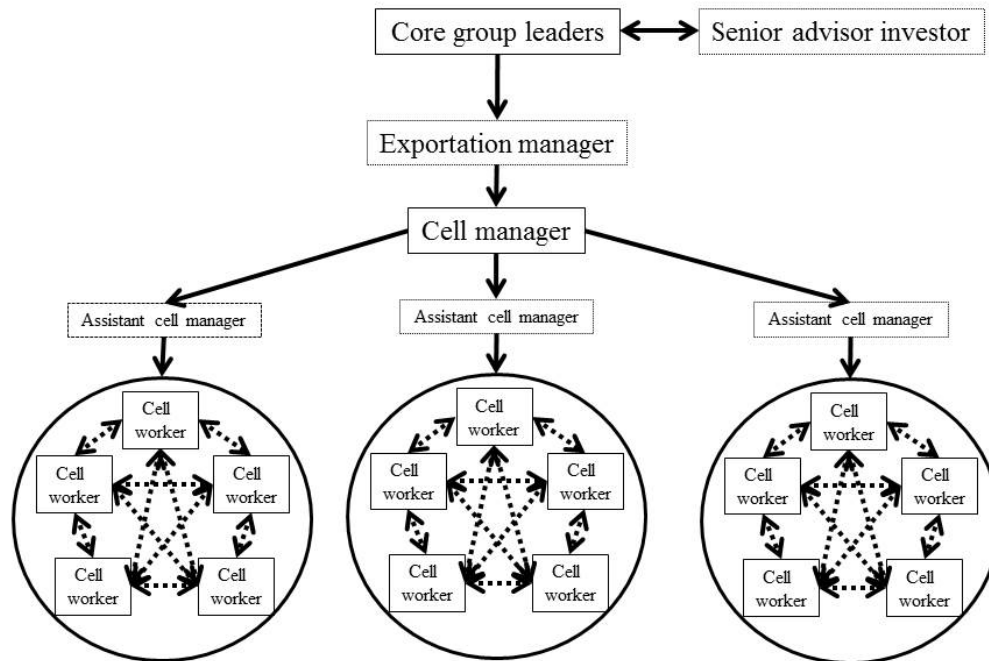 Core group leaders
Senior advisor investor
Exportation manager
Cell manager
Assistant cell manager
Assistant cell manager
Assistant cell manager
Cell
worker
Cell
worker
Cell
worker
Cell
worker
Cell
worker
Cell
worker
Cell
worker
Cell
worker
Cell
worker
Cell
worker
Cell
worker
Cell
worker
Cell
worker
Cell
worker
Cell
worker